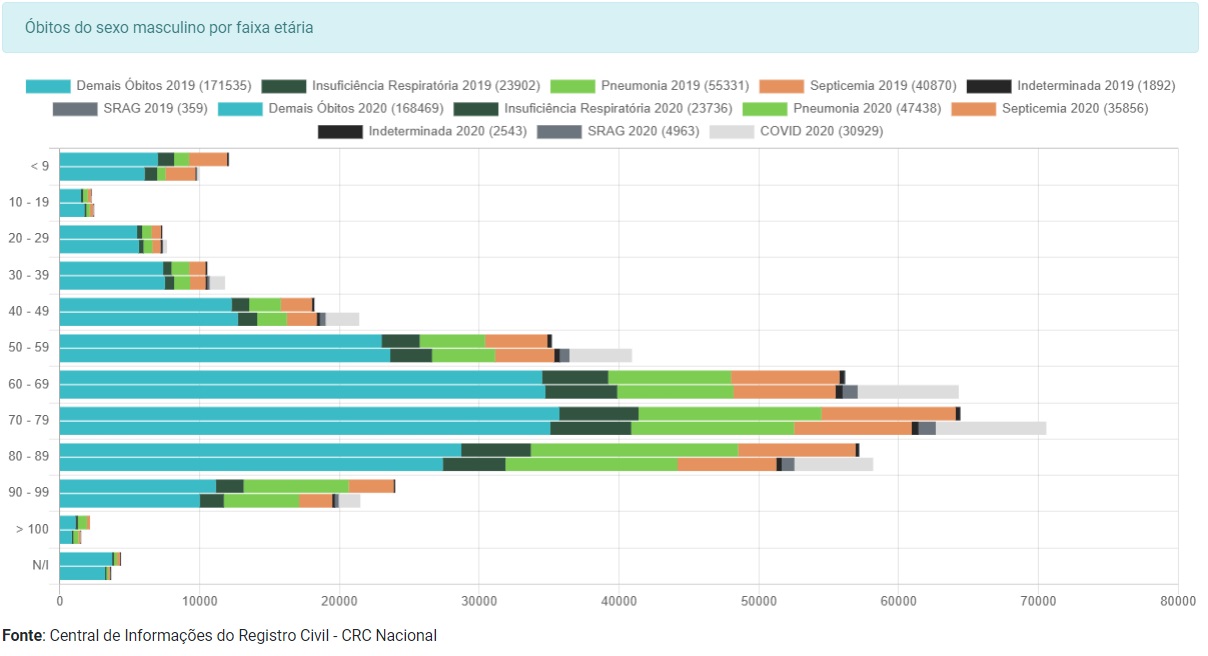 Óbitos do sexo masculino por faixa etária
Demais Óbitos 2019 (171535) Insuficiência Respiratória 2019 (23902) Pneumonia 2019 (55331) Septicemia 2019 (40870) Indeterminada 2019 (1892)
SRAG 2019 (359) Demais Óbitos 2020 (168469) Insuficiência Respiratória 2020 (23736) Pneumonia 2020 (47438) Septicemia 2020 (35856)
Indeterminada 2020 (2543) SRAG 2020 (4963) COVID 2020 (30929)
< 9
10 - 19
20 - 29
30 - 39
40 - 49
50 - 59
60 - 69
70 - 79
80 - 89
90 - 99
> 100
N/I
0 10000 20000 30000 40000 50000 60000 70000 80000
Fonte: Central de Informações do Registro Civil - CRC Nacional